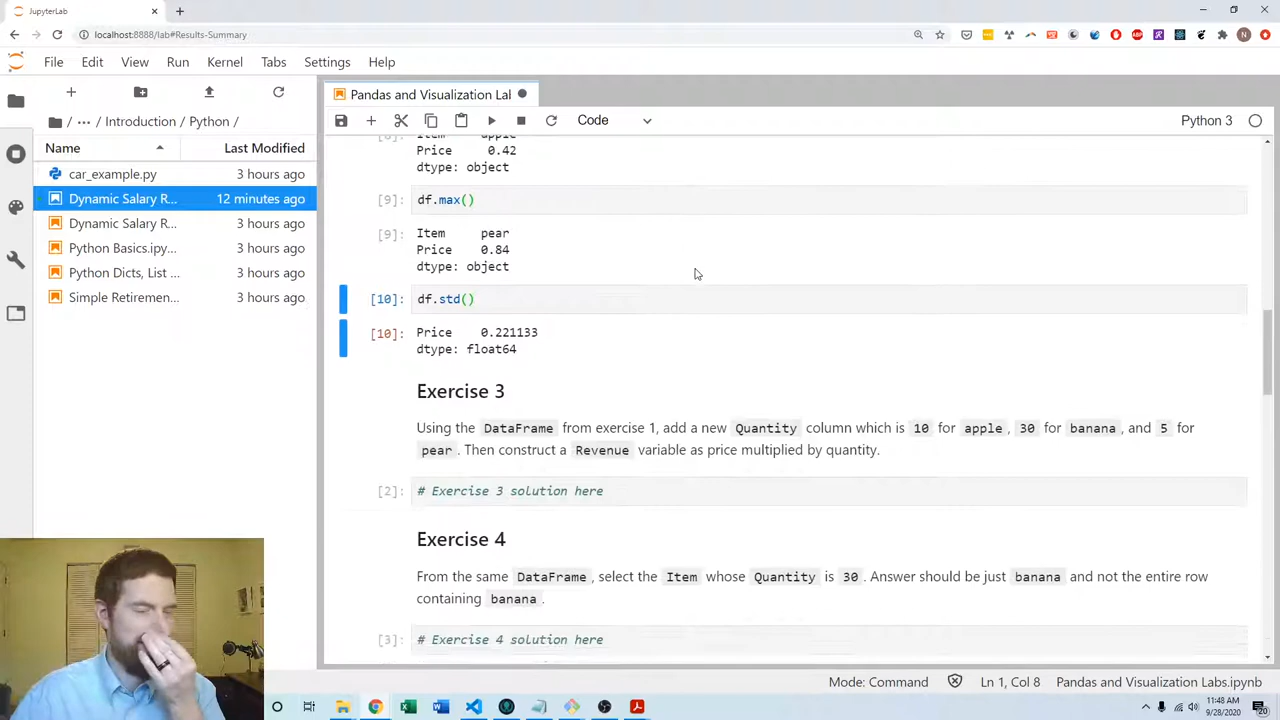 JupyterLab
localhost:8888/lab#Results-Summary
File Edit View Run Kernel Tabs Settings Help
Pandas and Visualization Lal
/ ··· / Introduction / Python /
Code
Python 3
Name
Last Modified
car_example.py 3 hours ago
Dynamic Salary R... 12 minutes ago
Dynamic Salary R... 3 hours ago
Python Basics.ipy... 3 hours ago
Python Dicts, List ... 3 hours ago
Simple Retiremen... 3 hours ago
Item apple
Price 0.42
dtype: object
[9]: df.max()
[9]: Item pear
Price 0.84
dtype: object
[10]: df.std()
[10]: Price 0.221133
dtype: float64
Exercise 3
Using the DataFrame from exercise 1, add a new Quantity column which is 10 for apple, 30 for banana, and 5 for
pear. Then construct a Revenue variable as price multiplied by quantity.
[2]: # Exercise 3 solution here
Exercise 4
From the same DataFrame, select the Item whose Quantity is 30. Answer should be just banana and not the entire row
containing banana.
[3]: # Exercise 4 solution here
Mode: Command
Ln 1, Col 8
Pandas and Visualization Labs.ipynb
11:48 AM
9/28/2020